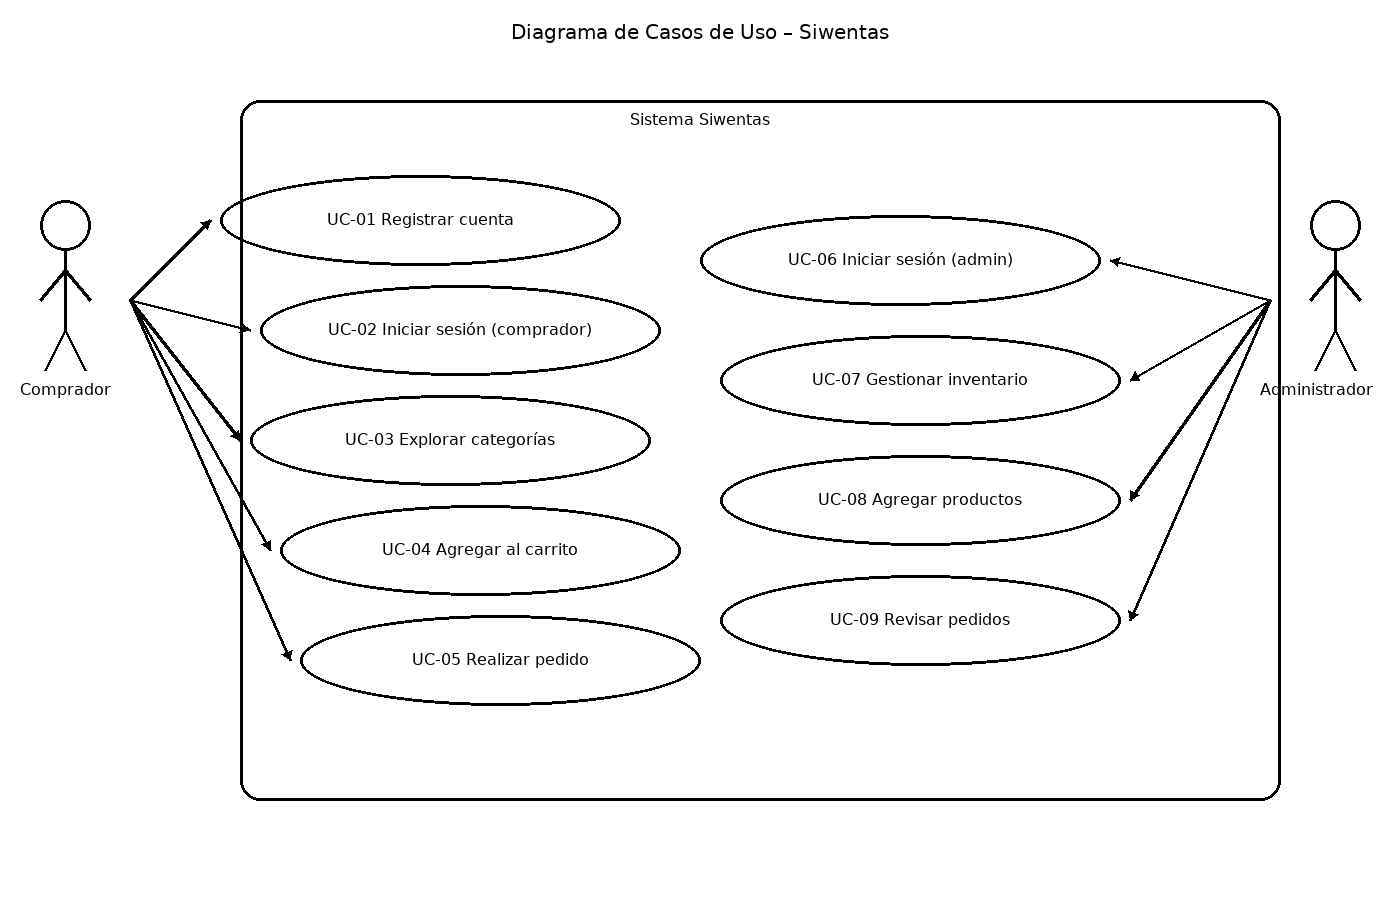 Diagrama de Casos de Uso – Siwentas
Sistema Siwentas
UC-01 Registrar cuenta
UC-02 Iniciar sesión (comprador)
UC-03 Explorar categorías
UC-04 Agregar al carrito
UC-05 Realizar pedido
UC-06 Iniciar sesión (admin)
UC-07 Gestionar inventario
UC-08 Agregar productos
UC-09 Revisar pedidos
Comprador
Administrador